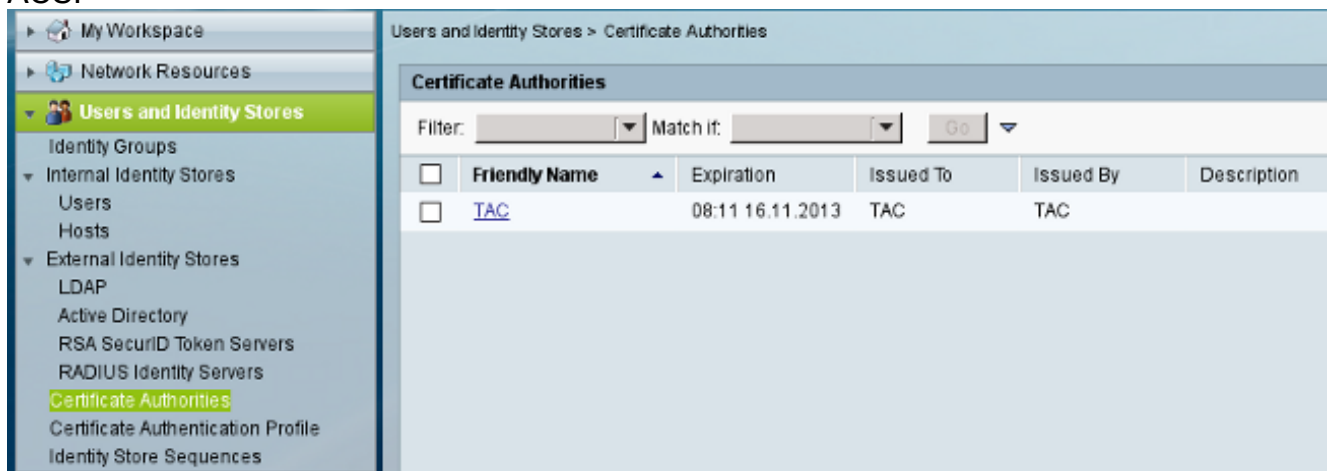 My Workspace
Network Resources
Users and Identity Stores
Identity Groups
Internal Identity Stores
Users
Hosts
External Identity Stores
LDAP
Active Directory
RSA SecurID Token Servers
RADIUS Identity Servers
Certificate Authorities
Certificate Authentication Profile
Identity Store Sequences
Users and Identity Stores > Certificate Authorities
Certificate Authorities
Filter: Match if: Go
Friendly Name Expiration Issued To Issued By Description
TAC 08:11 16.11.2013 TAC TAC